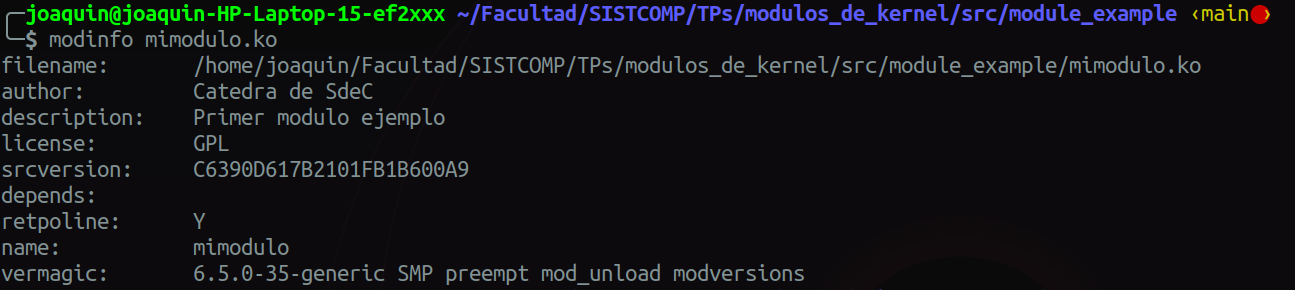 joaquin@joaquin-HP-Laptop-15-ef2xxx ~/Facultad/SISTCOMP/TPs/modulos_de_kernel/src/module_example ‹main●›
$ modinfo mimodulo.ko
filename:       /home/joaquin/Facultad/SISTCOMP/TPs/modulos_de_kernel/src/module_example/mimodulo.ko
author:         Catedra de SdeC
description:    Primer modulo ejemplo
license:        GPL
srcversion:     C6390D617B2101FB1B600A9
depends:
retpoline:      Y
name:           mimodulo
vermagic:       6.5.0-35-generic SMP preempt mod_unload modversions